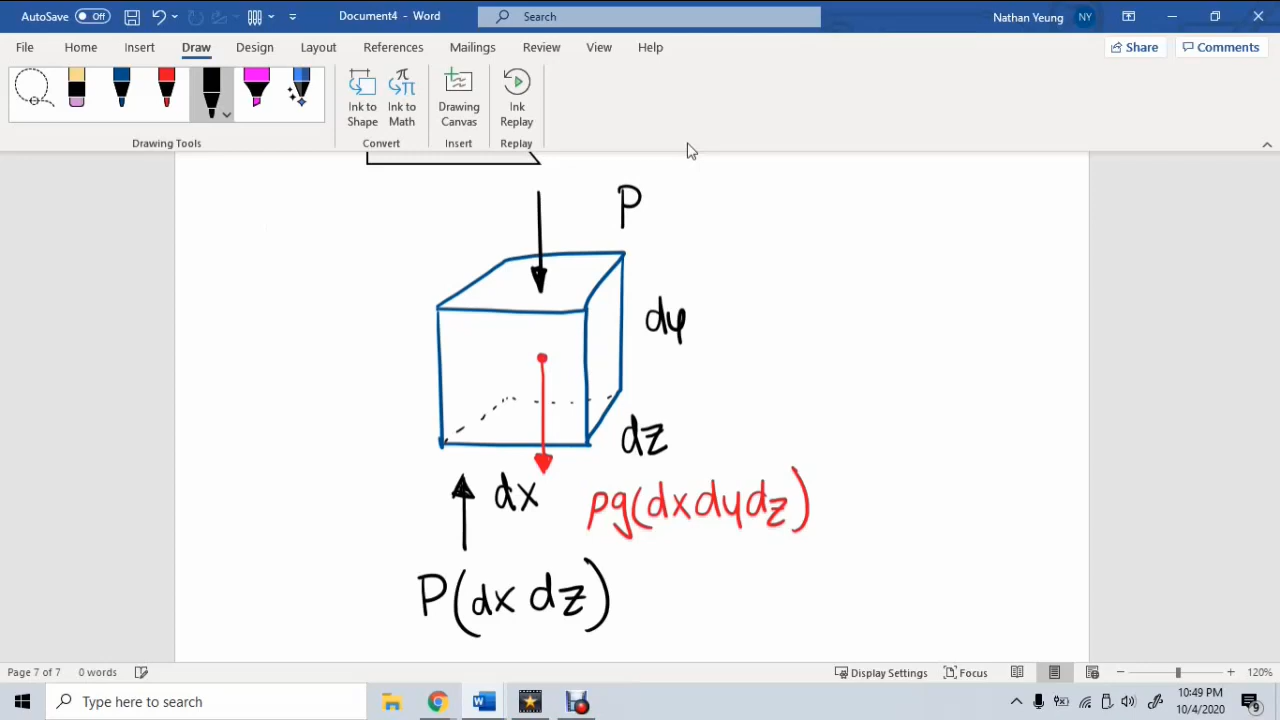 AutoSave Off Document4 - Word Search Nathan Yeung NY
File Home Insert Draw Design Layout References Mailings Review View Help Share Comments
Ink to Shape
Ink to Math
Drawing Canvas
Ink Replay
Drawing Tools Convert Insert Replay
P
dy
dz
dx
ρg(dxdydz)
P(dx dz)
Page 7 of 7 0 words Display Settings Focus 120%
Type here to search
10:49 PM
10/4/2020
9